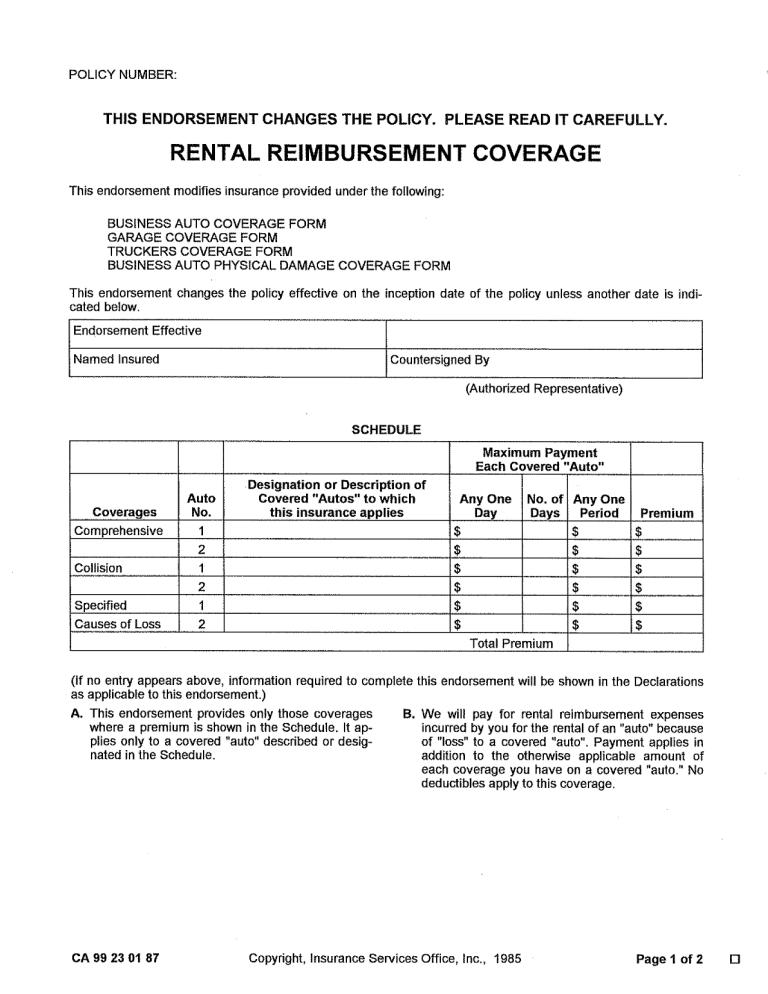 POLICY NUMBER:
THIS ENDORSEMENT CHANGES THE POLICY. PLEASE READ IT CAREFULLY.
RENTAL REIMBURSEMENT COVERAGE
This endorsement modifies insurance provided under the following:
BUSINESS AUTO COVERAGE FORM
GARAGE COVERAGE FORM
TRUCKERS COVERAGE FORM
BUSINESS AUTO PHYSICAL DAMAGE COVERAGE FORM
This endorsement changes the policy effective on the inception date of the policy unless another date is indi-
cated below.
Endorsement Effective
Named Insured Countersigned By
(Authorized Representative)
SCHEDULE
Maximum Payment
Each Covered "Auto"
Designation or Description of
Auto Covered "Autos" to which Any One No. of Any One
Coverages No. this insurance applies Day Days Period Premium
Comprehensive 1 $ $ $
2 $ $ $
Collision 1 $ $ $
2 $ $ $
Specified 1 $ $ $
Causes of Loss 2 $ $ $
Total Premium
(If no entry appears above, information required to complete this endorsement will be shown in the Declarations
as applicable to this endorsement.)
A. This endorsement provides only those coverages
where a premium is shown in the Schedule. It ap-
plies only to a covered "auto" described or desig-
nated in the Schedule.
B. We will pay for rental reimbursement expenses
incurred by you for the rental of an "auto" because
of "loss" to a covered "auto". Payment applies in
addition to the otherwise applicable amount of
each coverage you have on a covered "auto." No
deductibles apply to this coverage.
CA 99 23 01 87 Copyright, Insurance Services Office, Inc., 1985 Page 1 of 2